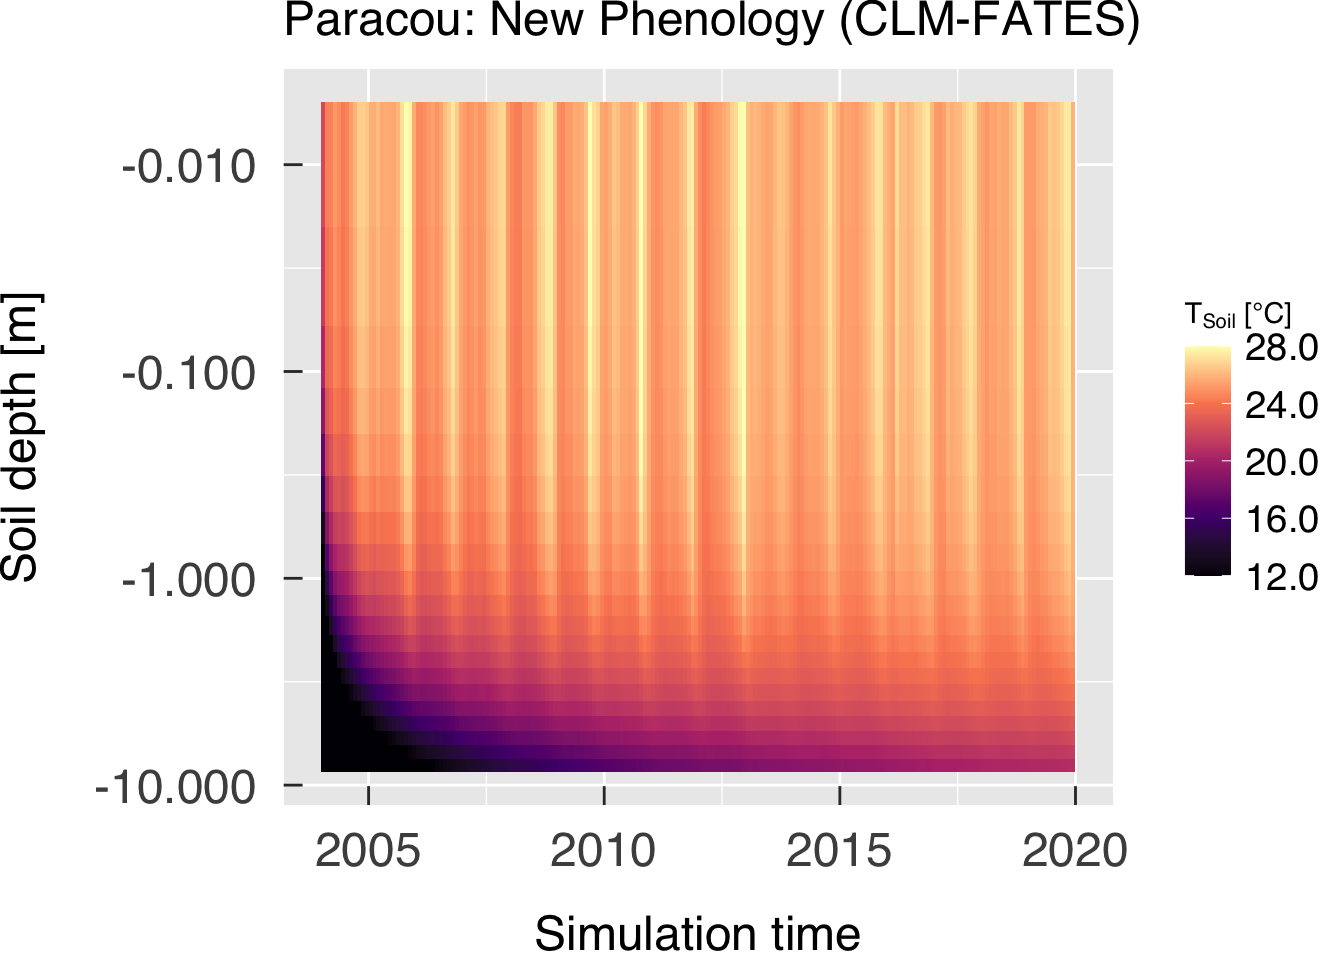 Paracou: New Phenology (CLM-FATES)
Soil depth [m]
-0.010
-0.100
-1.000
-10.000
2005 2010 2015 2020
Simulation time
TSoil [°C]
28.0
24.0
20.0
16.0
12.0